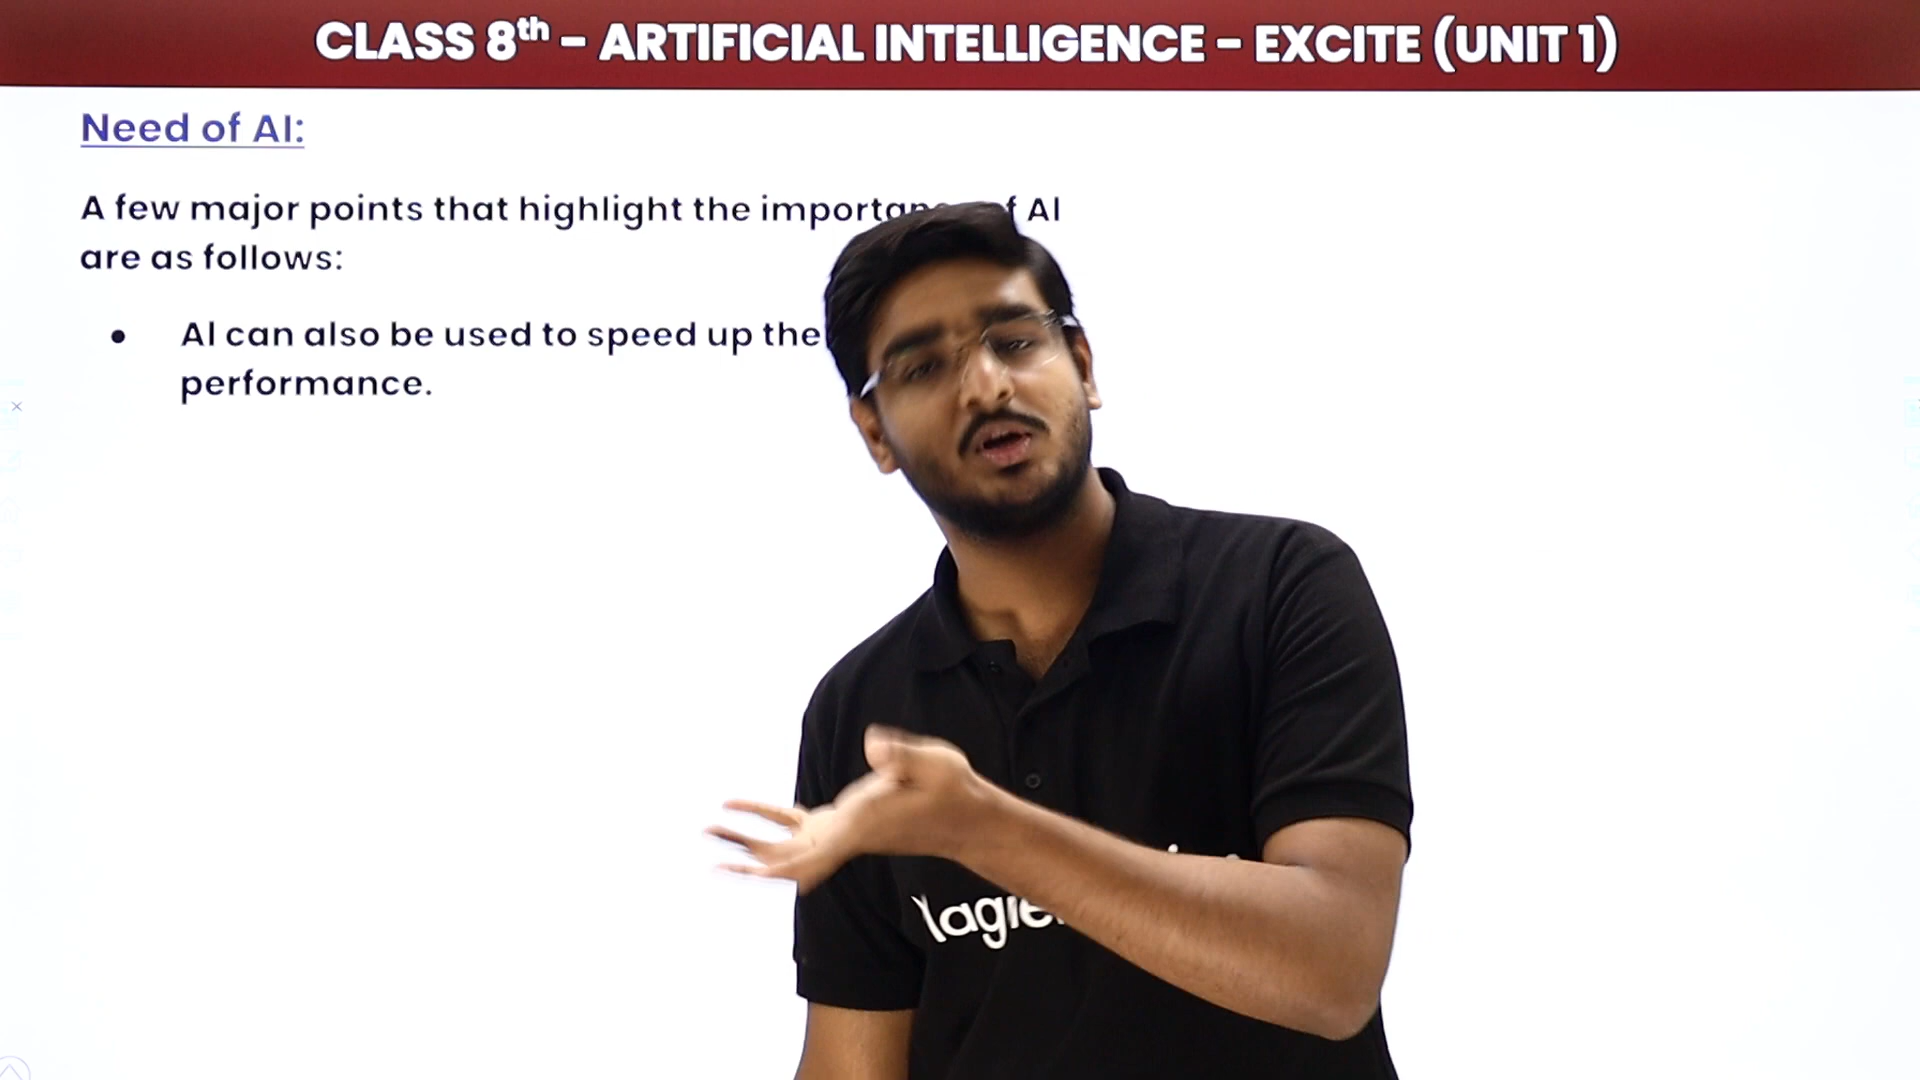 CLASS 8th - ARTIFICIAL INTELLIGENCE - EXCITE (UNIT 1)
Need of AI:
A few major points that highlight the of AI
are as follows:
● AI can also be used to speed up the
performance.